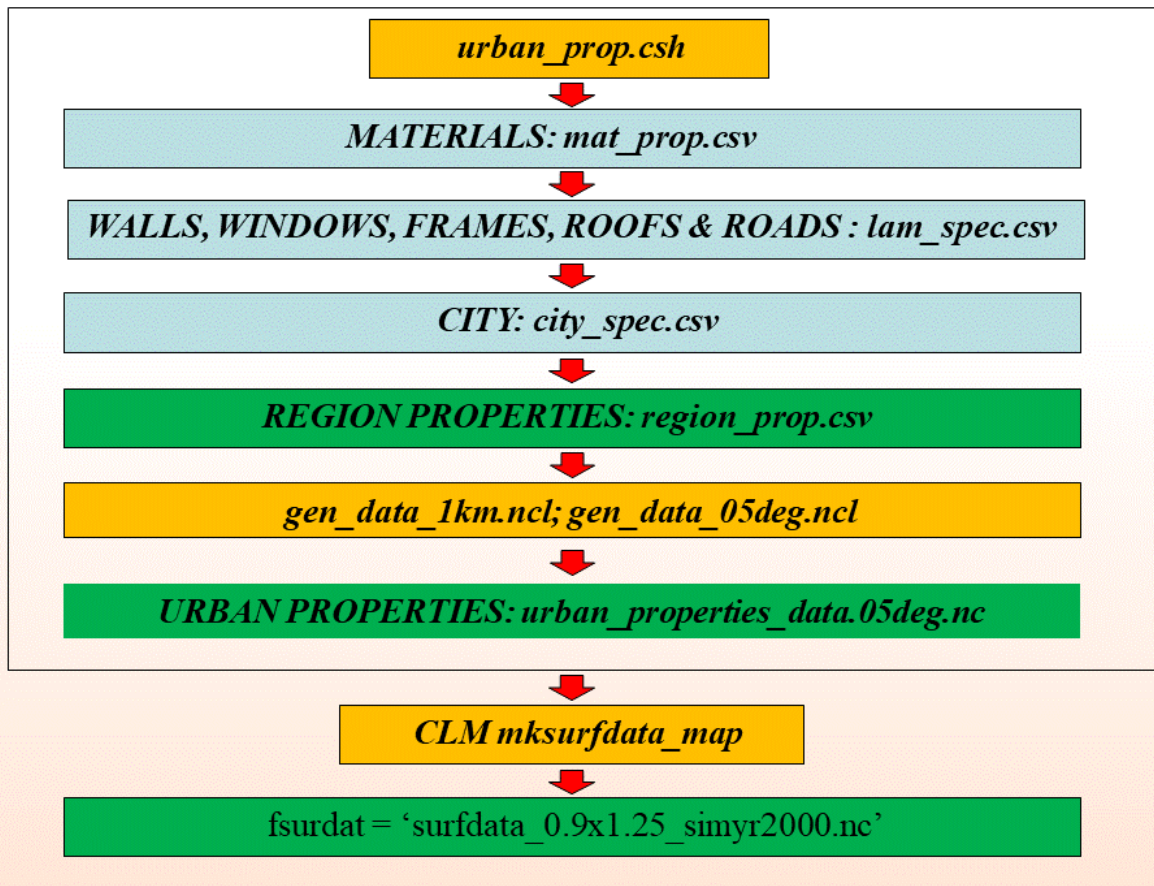 urban_prop.csh
MATERIALS: mat_prop.csv
WALLS, WINDOWS, FRAMES, ROOFS & ROADS : lam_spec.csv
CITY: city_spec.csv
REGION PROPERTIES: region_prop.csv
gen_data_1km.ncl; gen_data_05deg.ncl
URBAN PROPERTIES: urban_properties_data.05deg.nc
CLM mksurfdata_map
fsurdat = ‘surfdata_0.9x1.25_simyr2000.nc’